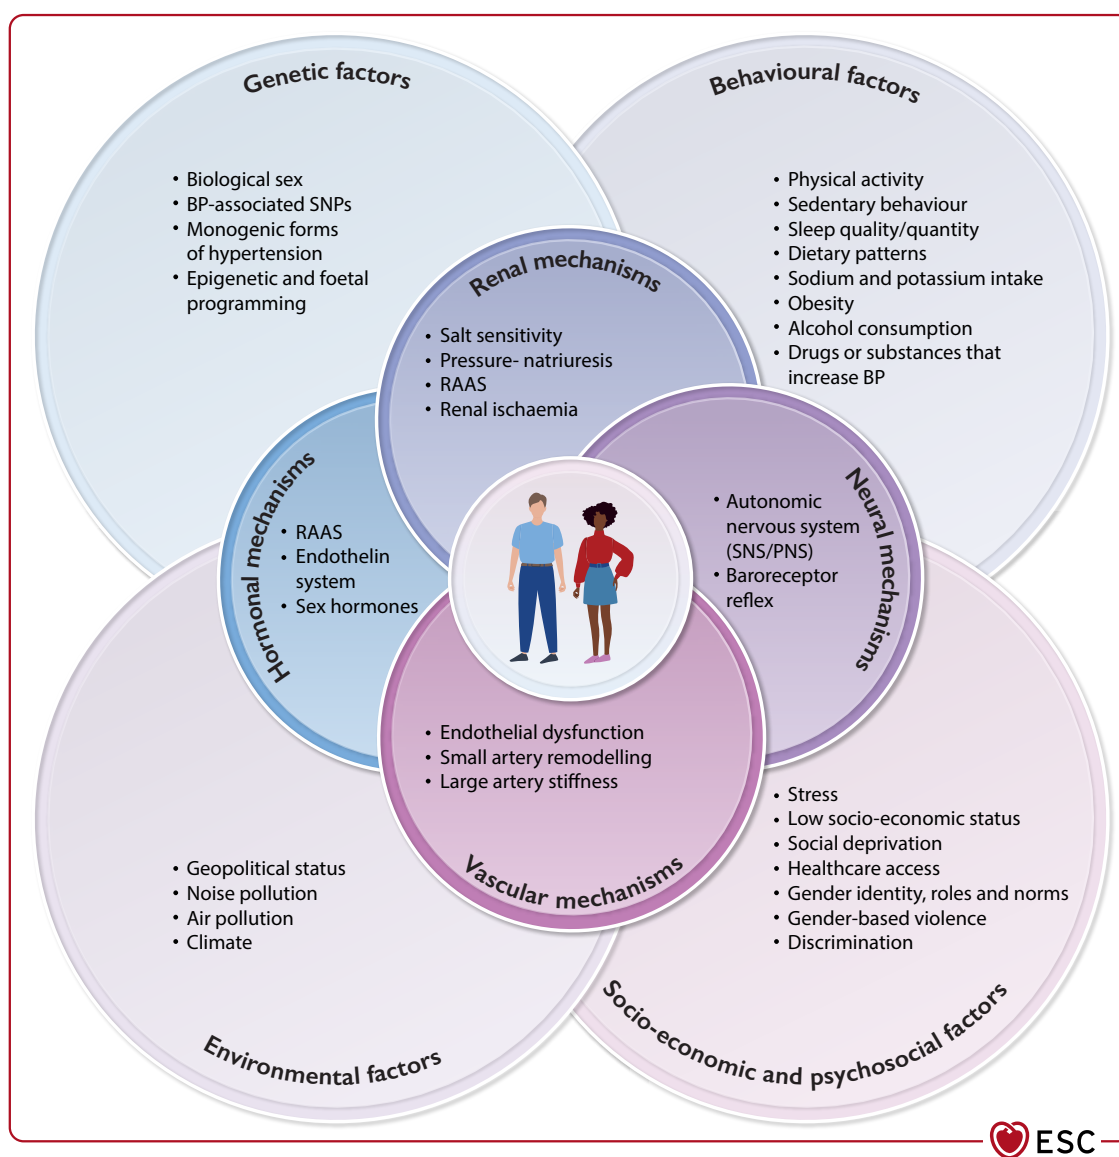 Genetic factors
• Biological sex
• BP-associated SNPs
• Monogenic forms
of hypertension
• Epigenetic and foetal
programming
Behavioural factors
• Physical activity
• Sedentary behaviour
• Sleep quality/quantity
• Dietary patterns
• Sodium and potassium intake
• Obesity
• Alcohol consumption
• Drugs or substances that
increase BP
Renal mechanisms
• Salt sensitivity
• Pressure- natriuresis
• RAAS
• Renal ischaemia
Hormonal mechanisms
• RAAS
• Endothelin
system
• Sex hormones
Neural mechanisms
• Autonomic
nervous system
(SNS/PNS)
• Baroreceptor
reflex
• Endothelial dysfunction
• Small artery remodelling
• Large artery stiffness
Vascular mechanisms
• Geopolitical status
• Noise pollution
• Air pollution
• Climate
Environmental factors
• Stress
• Low socio-economic status
• Social deprivation
• Healthcare access
• Gender identity, roles and norms
• Gender-based violence
• Discrimination
Socio-economic and psychosocial factors
ESC